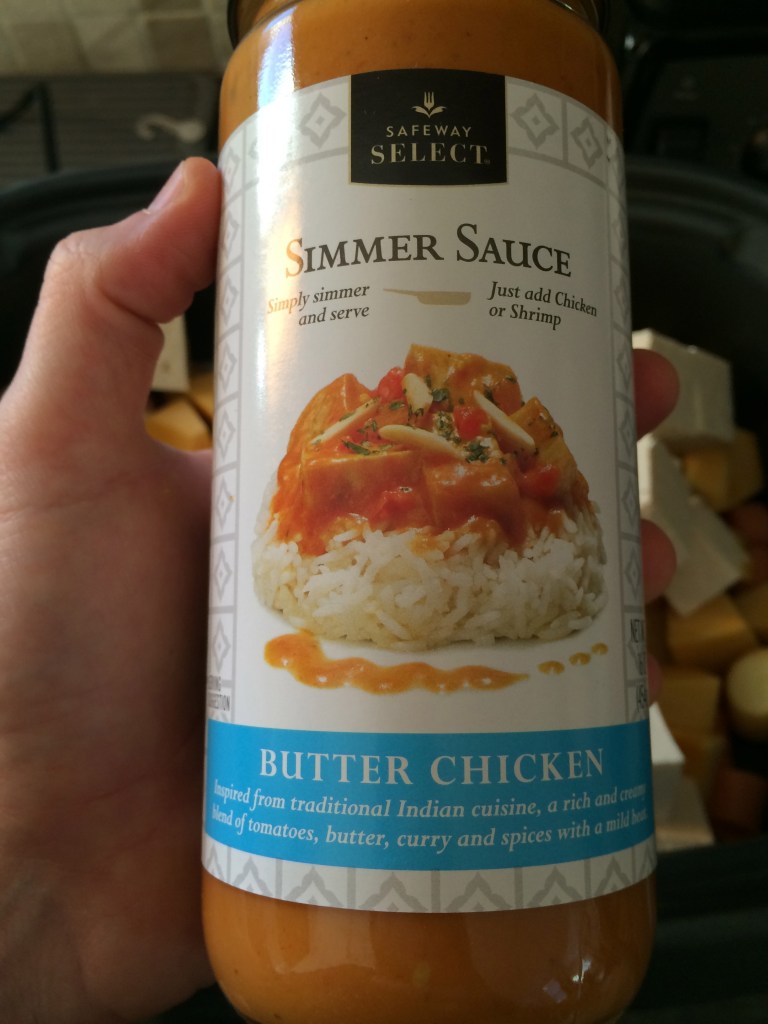 SAFEWAY
SELECT
SIMMER SAUCE
Simply simmer
and serve
Just add Chicken
or Shrimp
NET
BUTTER CHICKEN
Inspired from traditional Indian cuisine, a rich and creamy
blend of tomatoes, butter, curry and spices with a mild heat.